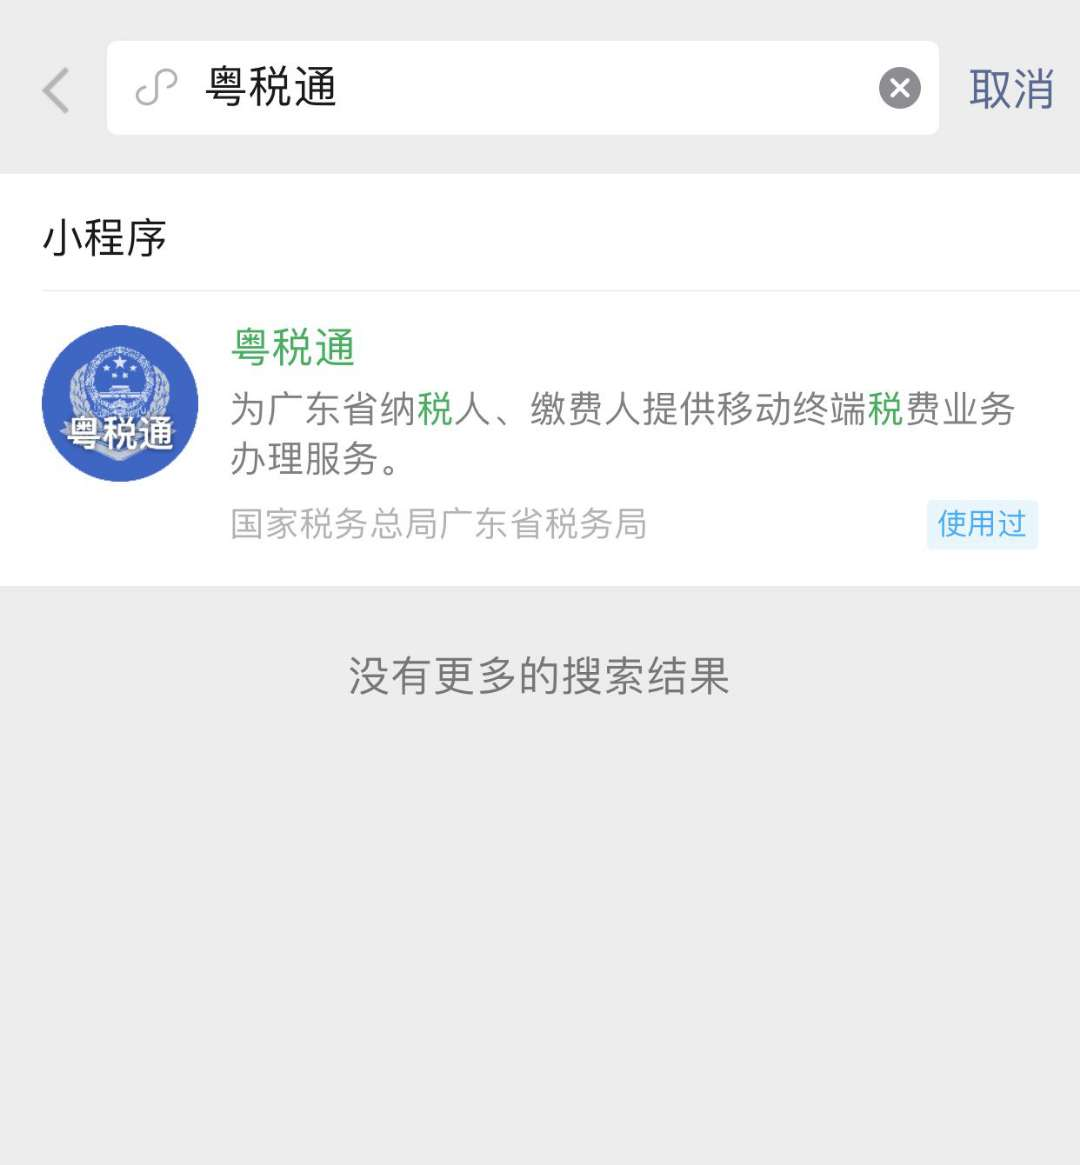 粤税通
取消
小程序
粤税通
粤税通
为广东省纳税人、缴费人提供移动终端税费业务
办理服务。
国家税务总局广东省税务局
使用过
没有更多的搜索结果